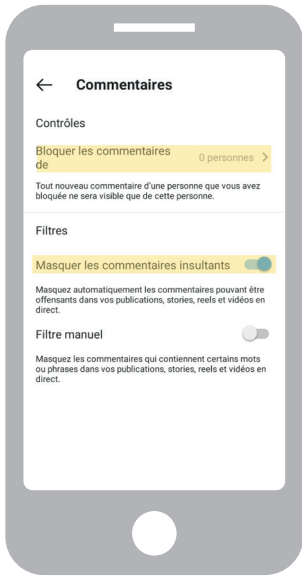 Commentaires
Contrôles
Bloquer les commentaires
de
0 personnes
Tout nouveau commentaire d'une personne que vous avez
bloquée ne sera visible que de cette personne.
Filtres
Masquer les commentaires insultants
Masquez automatiquement les commentaires pouvant être
offensants dans vos publications, stories, reels et vidéos en
direct.
Filtre manuel
Masquez les commentaires qui contiennent certains mots
ou phrases dans vos publications, stories, reels et vidéos en
direct.